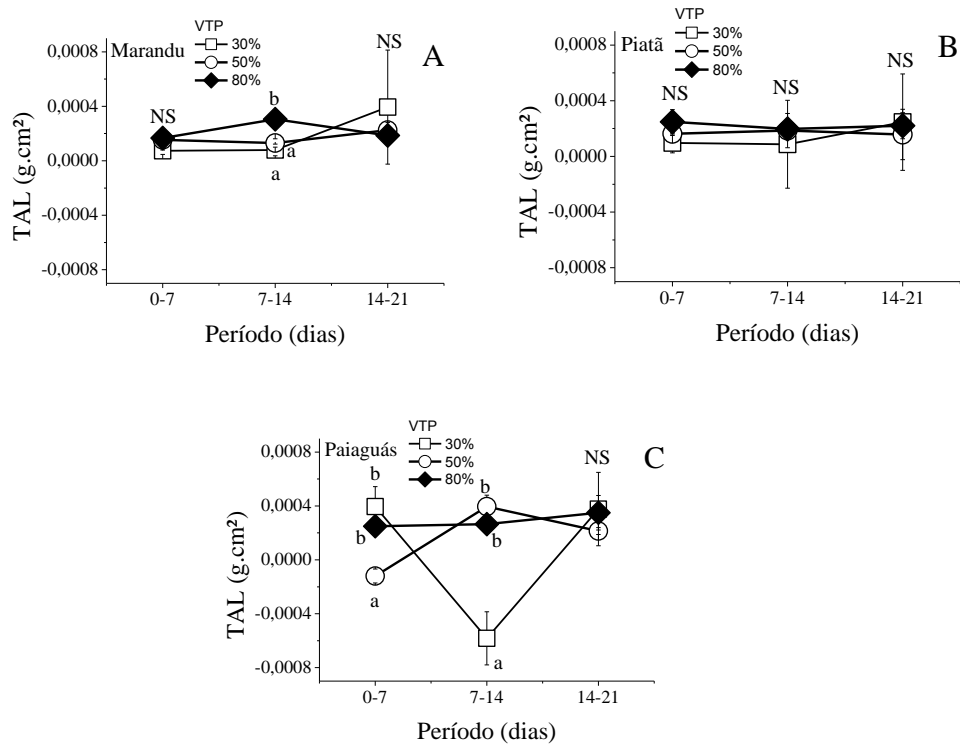 VTP
Marandu
30%
50%
80%
A
NS
b
a
a
NS
0,0008
0,0004
0,0000
-0,0004
-0,0008
TAL (g.cm²)
0-7 7-14 14-21
Período (dias)
VTP
Piatã
30%
50%
80%
B
NS
NS
NS
0,0008
0,0004
0,0000
-0,0004
-0,0008
TAL (g.cm²)
0-7 7-14 14-21
Período (dias)
VTP
Paiaguás
30%
50%
80%
C
b
b
a
b
b
a
NS
0,0008
0,0004
0,0000
-0,0004
-0,0008
TAL (g.cm²)
0-7 7-14 14-21
Período (dias)